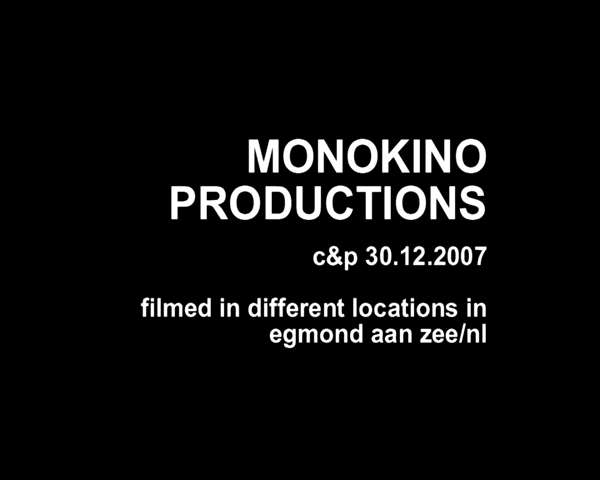 MONOKINO
PRODUCTIONS
c&p 30.12.2007
filmed in different locations in
egmond aan zee/nl